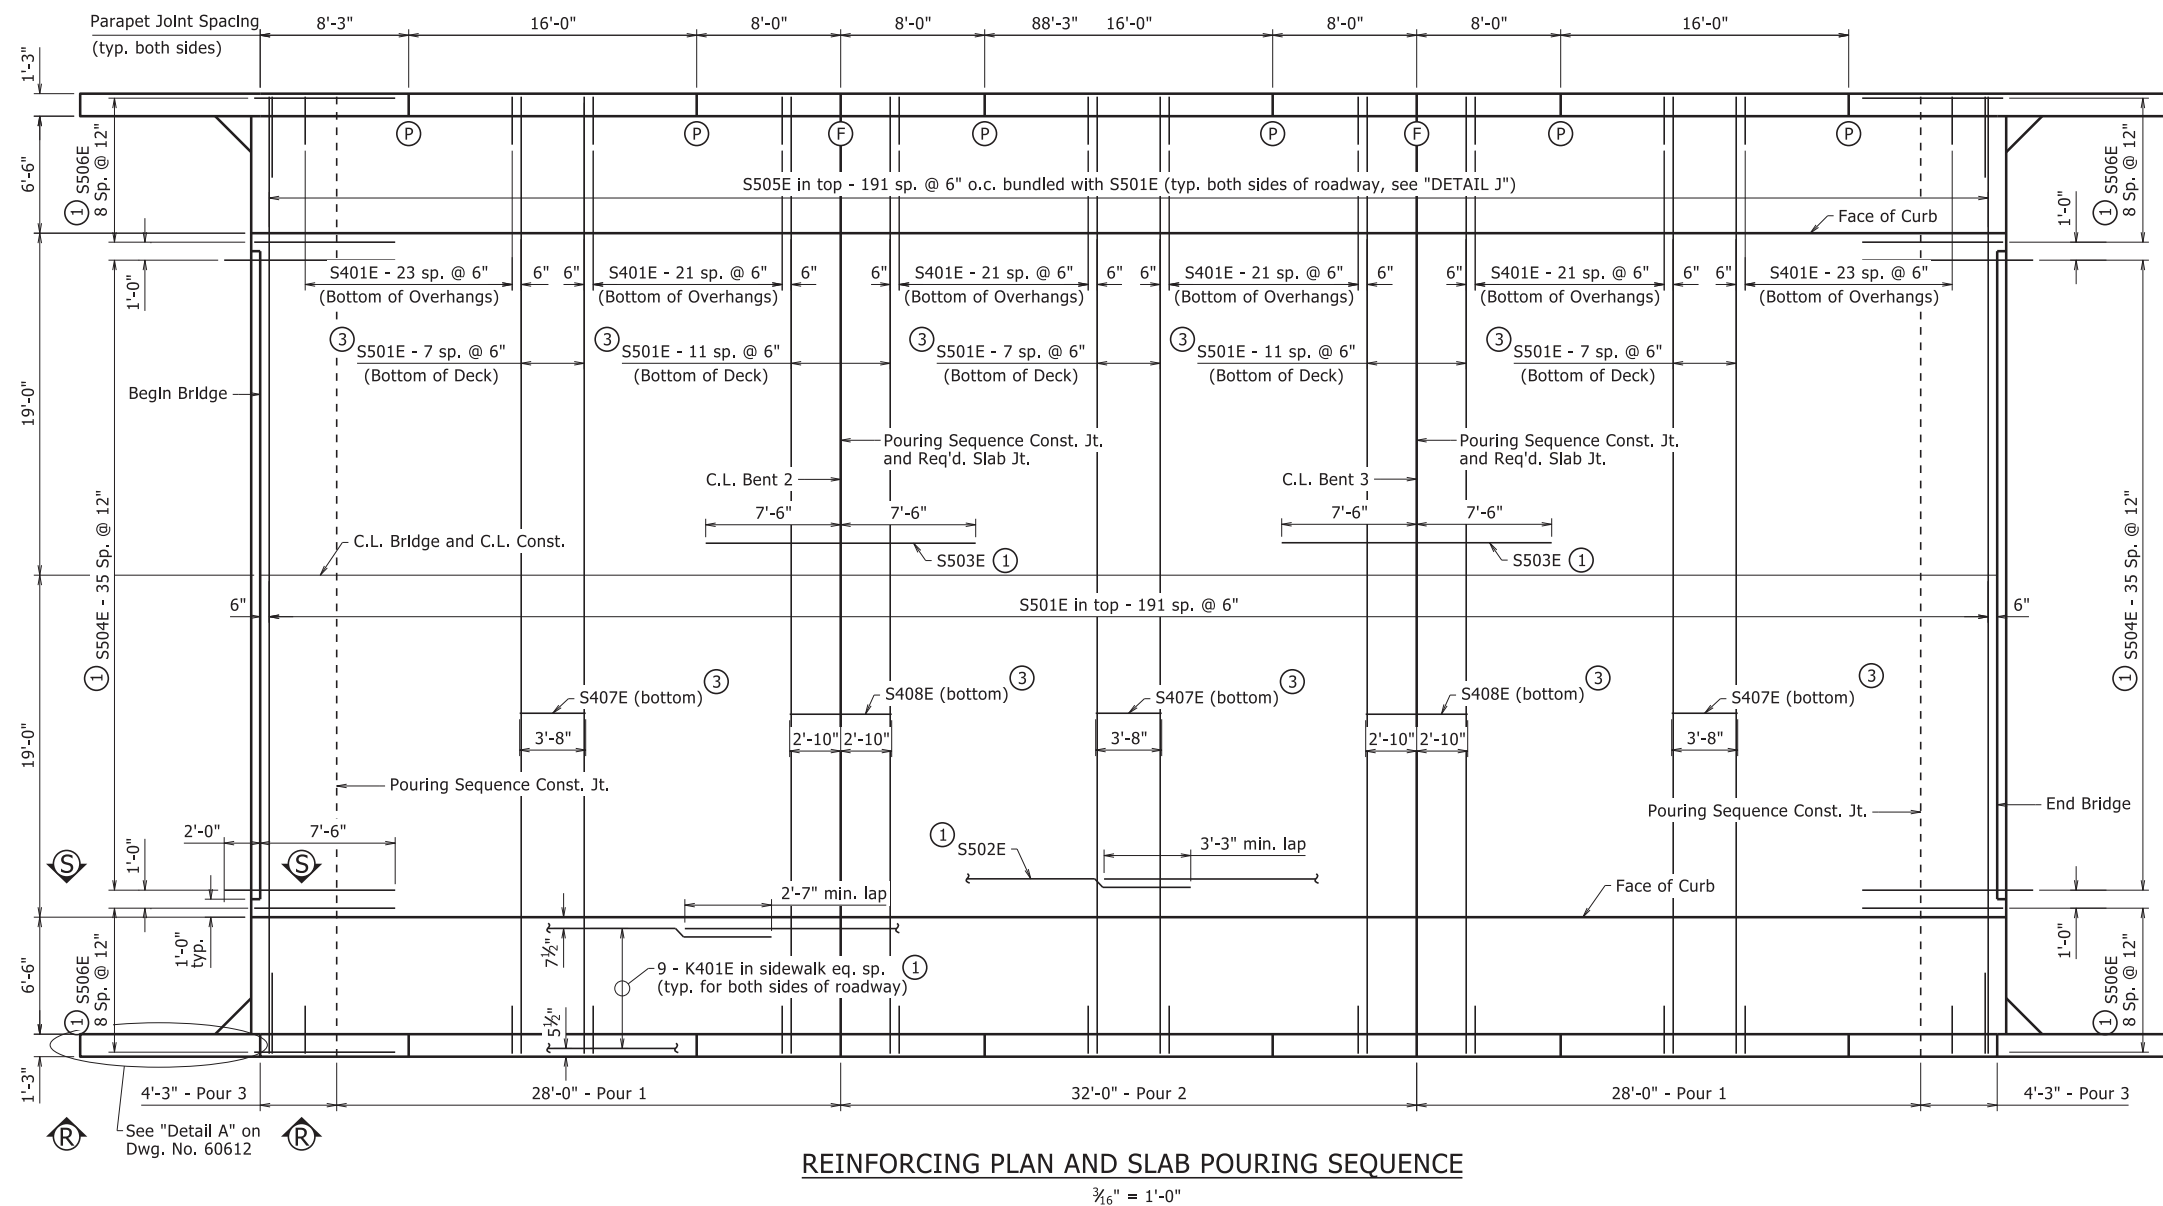 Parapet Joint Spacing
(typ. both sides)
8'-3"
16'-0"
8'-0"
8'-0"
88'-3"
16'-0"
8'-0"
8'-0"
16'-0"
1'-3"
P
P
F
P
P
F
P
P
6'-6"
1 S506E
8 Sp. @ 12"
1 S506E
8 Sp. @ 12"
S505E in top - 191 sp. @ 6" o.c. bundled with S501E (typ. both sides of roadway, see "DETAIL J")
Face of Curb
1'-0"
1'-0"
S401E - 23 sp. @ 6"
(Bottom of Overhangs)
6"
6"
S401E - 21 sp. @ 6"
(Bottom of Overhangs)
6"
6"
S401E - 21 sp. @ 6"
(Bottom of Overhangs)
6"
6"
S401E - 21 sp. @ 6"
(Bottom of Overhangs)
6"
6"
S401E - 21 sp. @ 6"
(Bottom of Overhangs)
6"
6"
S401E - 23 sp. @ 6"
(Bottom of Overhangs)
3
S501E - 7 sp. @ 6"
(Bottom of Deck)
3
S501E - 11 sp. @ 6"
(Bottom of Deck)
3
S501E - 7 sp. @ 6"
(Bottom of Deck)
3
S501E - 11 sp. @ 6"
(Bottom of Deck)
3
S501E - 7 sp. @ 6"
(Bottom of Deck)
19'-0"
Begin Bridge
Pouring Sequence Const. Jt.
and Req'd. Slab Jt.
Pouring Sequence Const. Jt.
and Req'd. Slab Jt.
C.L. Bent 2
C.L. Bent 3
7'-6"
7'-6"
7'-6"
7'-6"
C.L. Bridge and C.L. Const.
S503E 1
S503E 1
1 S504E - 35 Sp. @ 12"
1 S504E - 35 Sp. @ 12"
6"
S501E in top - 191 sp. @ 6"
6"
19'-0"
S407E (bottom) 3
S408E (bottom) 3
S407E (bottom) 3
S408E (bottom) 3
S407E (bottom) 3
3'-8"
2'-10"
2'-10"
3'-8"
2'-10"
2'-10"
3'-8"
Pouring Sequence Const. Jt.
Pouring Sequence Const. Jt.
End Bridge
2'-0"
7'-6"
1'-0"
S
S
1 S502E
3'-3" min. lap
2'-7" min. lap
Face of Curb
1'-0"
typ.
1'-0"
7½"
9 - K401E in sidewalk eq. sp. 1
(typ. for both sides of roadway)
5½"
6'-6"
1 S506E
8 Sp. @ 12"
1 S506E
8 Sp. @ 12"
1'-3"
4'-3" - Pour 3
28'-0" - Pour 1
32'-0" - Pour 2
28'-0" - Pour 1
4'-3" - Pour 3
R
R
See "Detail A" on
Dwg. No. 60612
REINFORCING PLAN AND SLAB POURING SEQUENCE
3⁄16" = 1'-0"